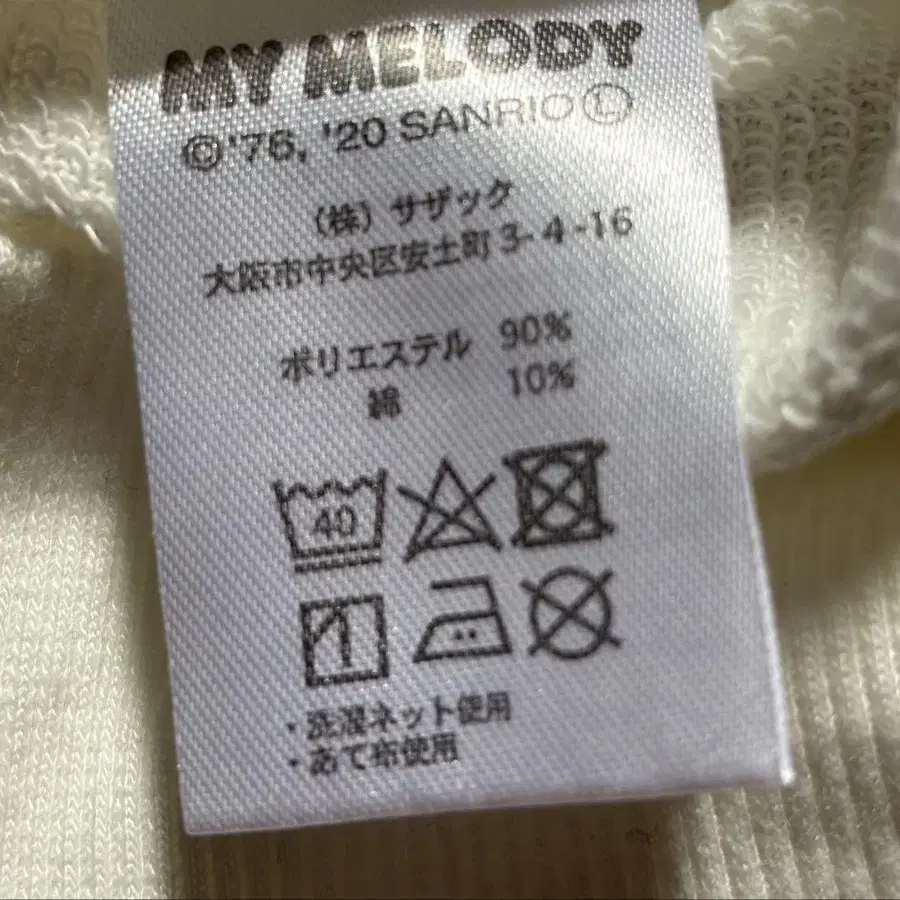 MY MELODY
©'76, '20 SANRIO Ⓛ
(株) サザック
大阪市中央区安土町 3-4-16
ポリエステル 90%
綿 10%
40
・洗濯ネット使用
・あて布使用